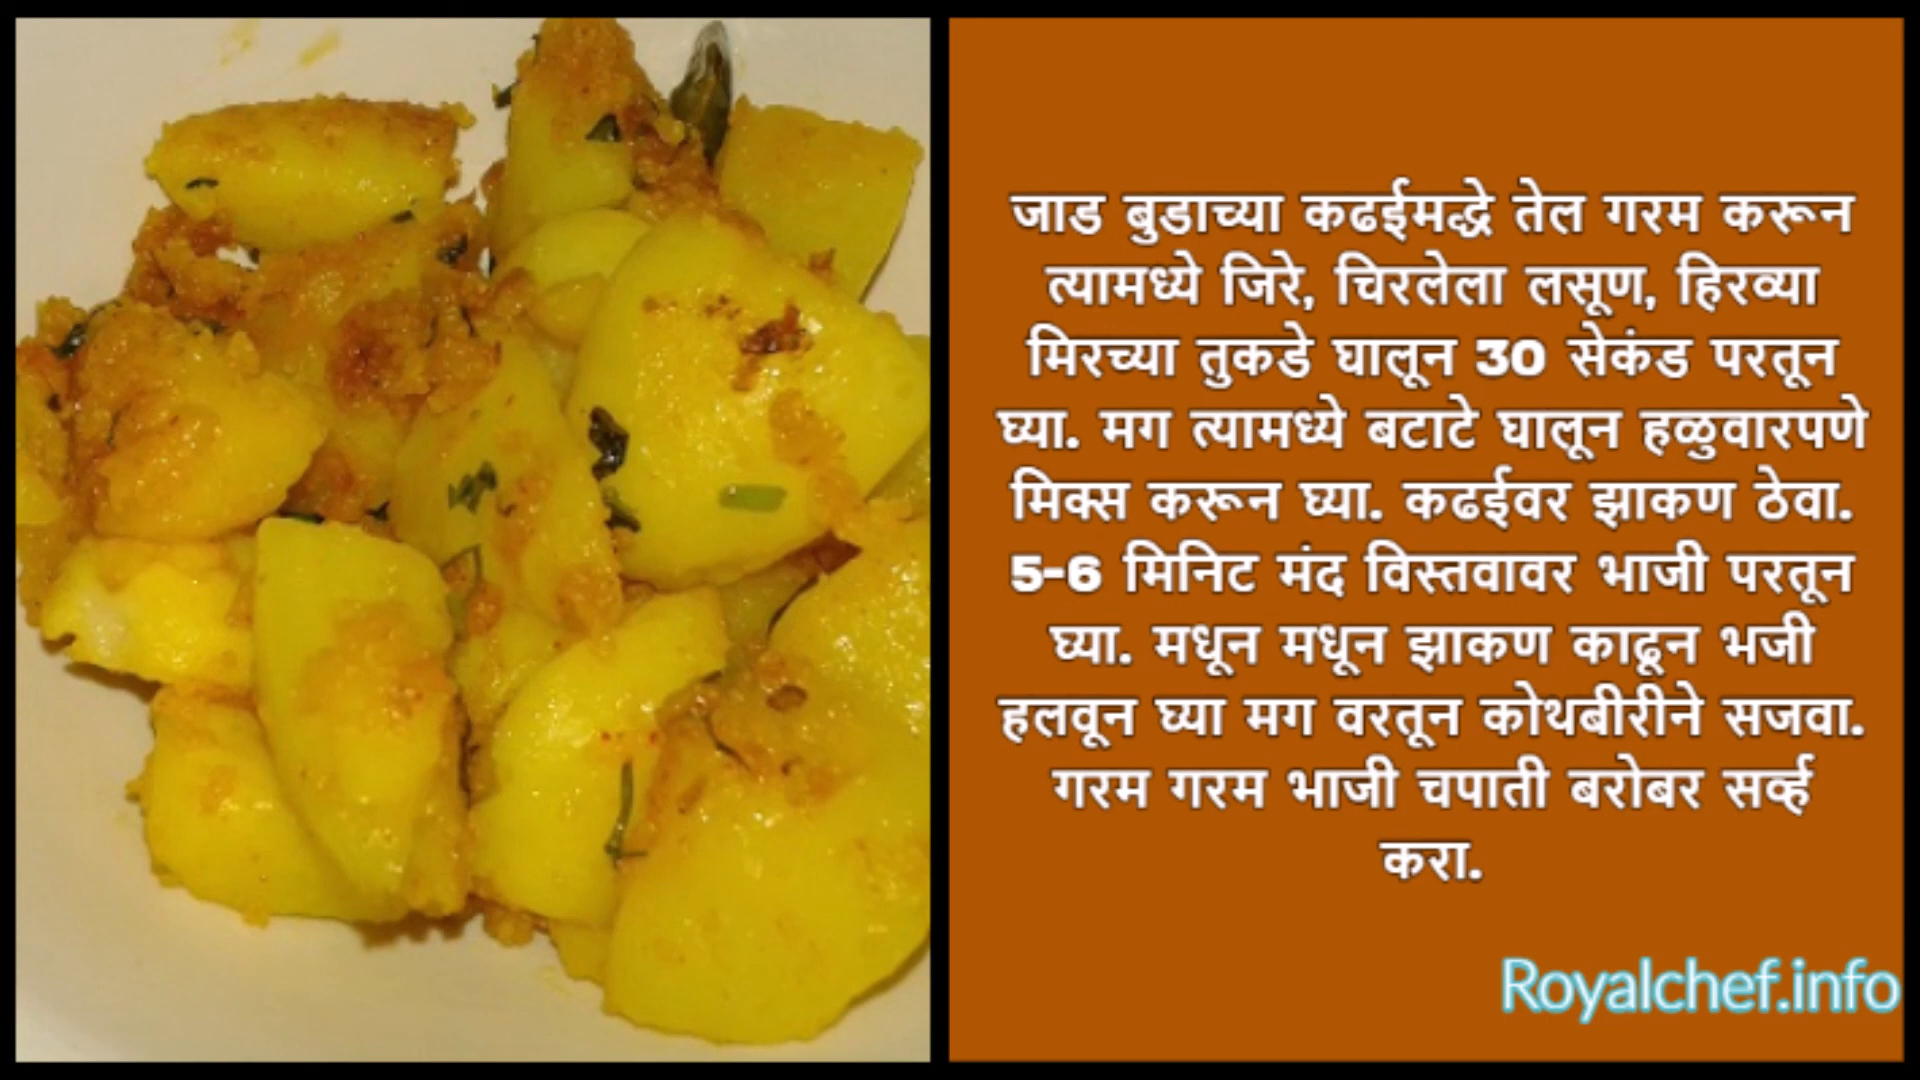 जाड बुडाच्या कढईमद्धे तेल गरम करून
त्यामध्ये जिरे, चिरलेला लसूण, हिरव्या
मिरच्या तुकडे घालून 30 सेकंड परतून
घ्या. मग त्यामध्ये बटाटे घालून हळुवारपणे
मिक्स करून घ्या. कढईवर झाकण ठेवा.
5-6 मिनिट मंद विस्तवावर भाजी परतून
घ्या. मधून मधून झाकण काढून भजी
हलवून घ्या मग वरतून कोथबीरीने सजवा.
गरम गरम भाजी चपाती बरोबर सर्व्ह
करा.
Royalchef.info